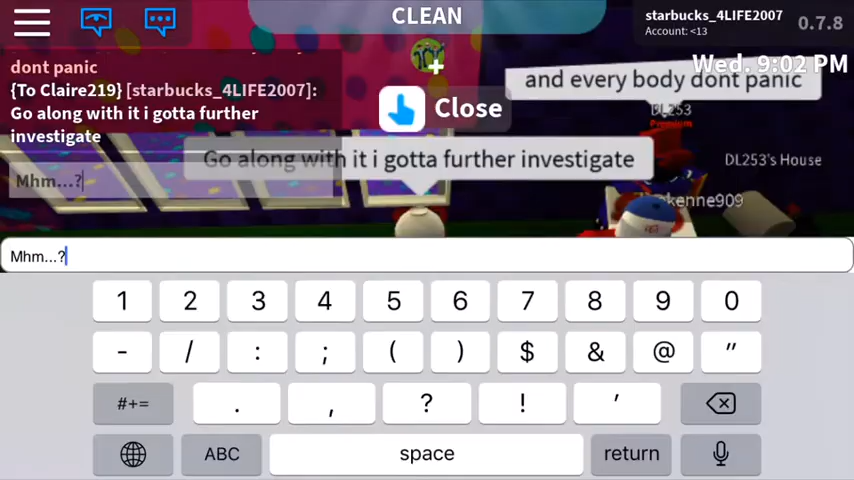 CLEAN
starbucks_4LIFE2007
Account: <13
0.7.8
Wed. 9:02 PM
dont panic
{To Claire219} [starbucks_4LIFE2007]:
Go along with it i gotta further
investigate
Mhm...?
Close
and every body dont panic
DL253
Premium
Go along with it i gotta further investigate
DL253's House
kenne909
Mhm...?
1 2 3 4 5 6 7 8 9 0
- / : ; ( ) $ & @ "
#+= . , ? ! '
ABC space return